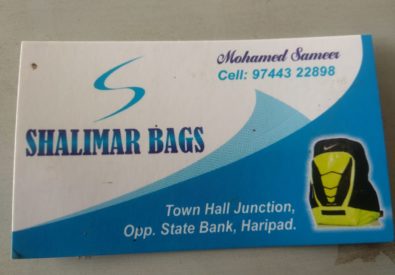 Mohamed Sameer
Cell: 97443 22898
S
SHALIMAR BAGS
Town Hall Junction,
Opp. State Bank, Haripad.